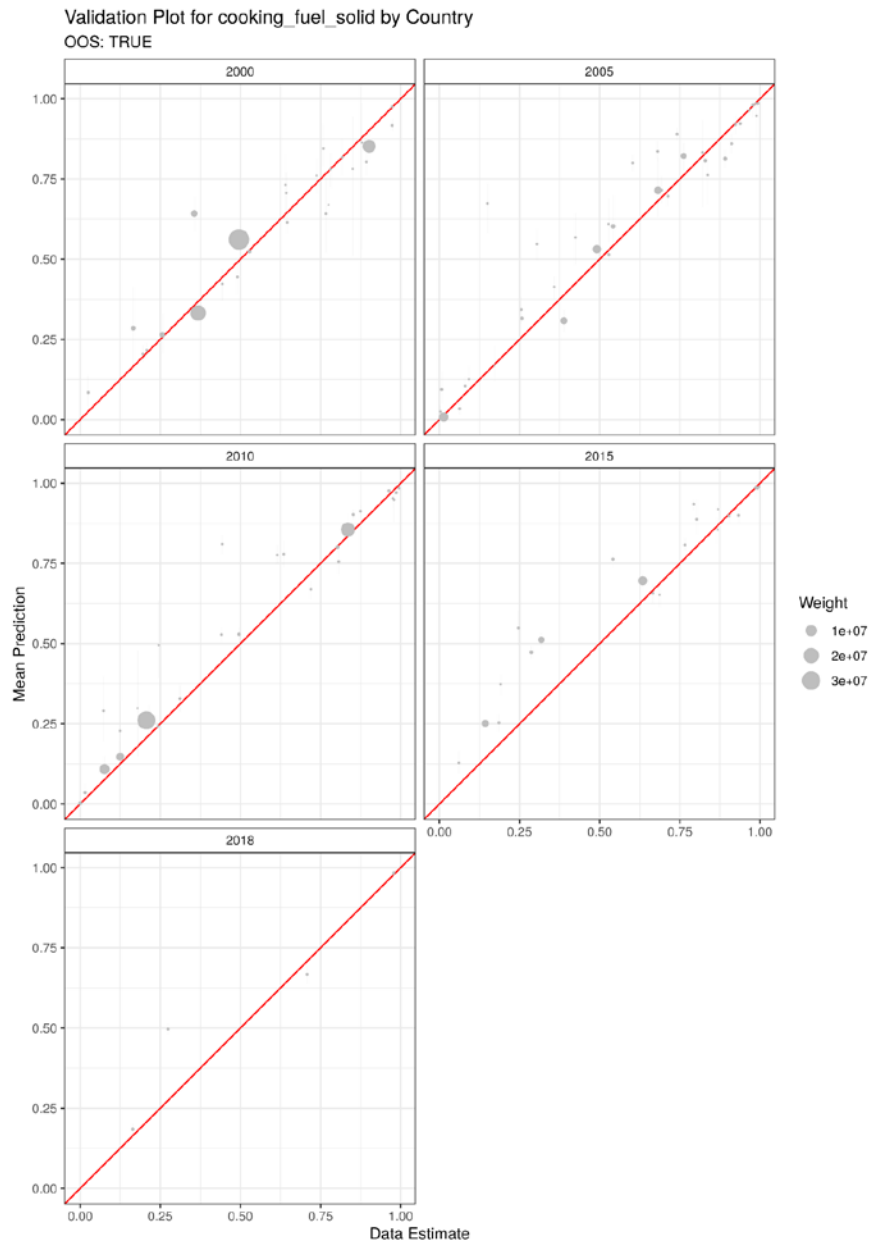 Validation Plot for cooking_fuel_solid by Country
OOS: TRUE
2000
2005
1.00
0.75
0.50
0.25
0.00
2010
2015
1.00
0.75
0.50
0.25
0.00
Mean Prediction
Weight
1e+07
2e+07
3e+07
0.00 0.25 0.50 0.75 1.00
2018
1.00
0.75
0.50
0.25
0.00
0.00 0.25 0.50 0.75 1.00
Data Estimate